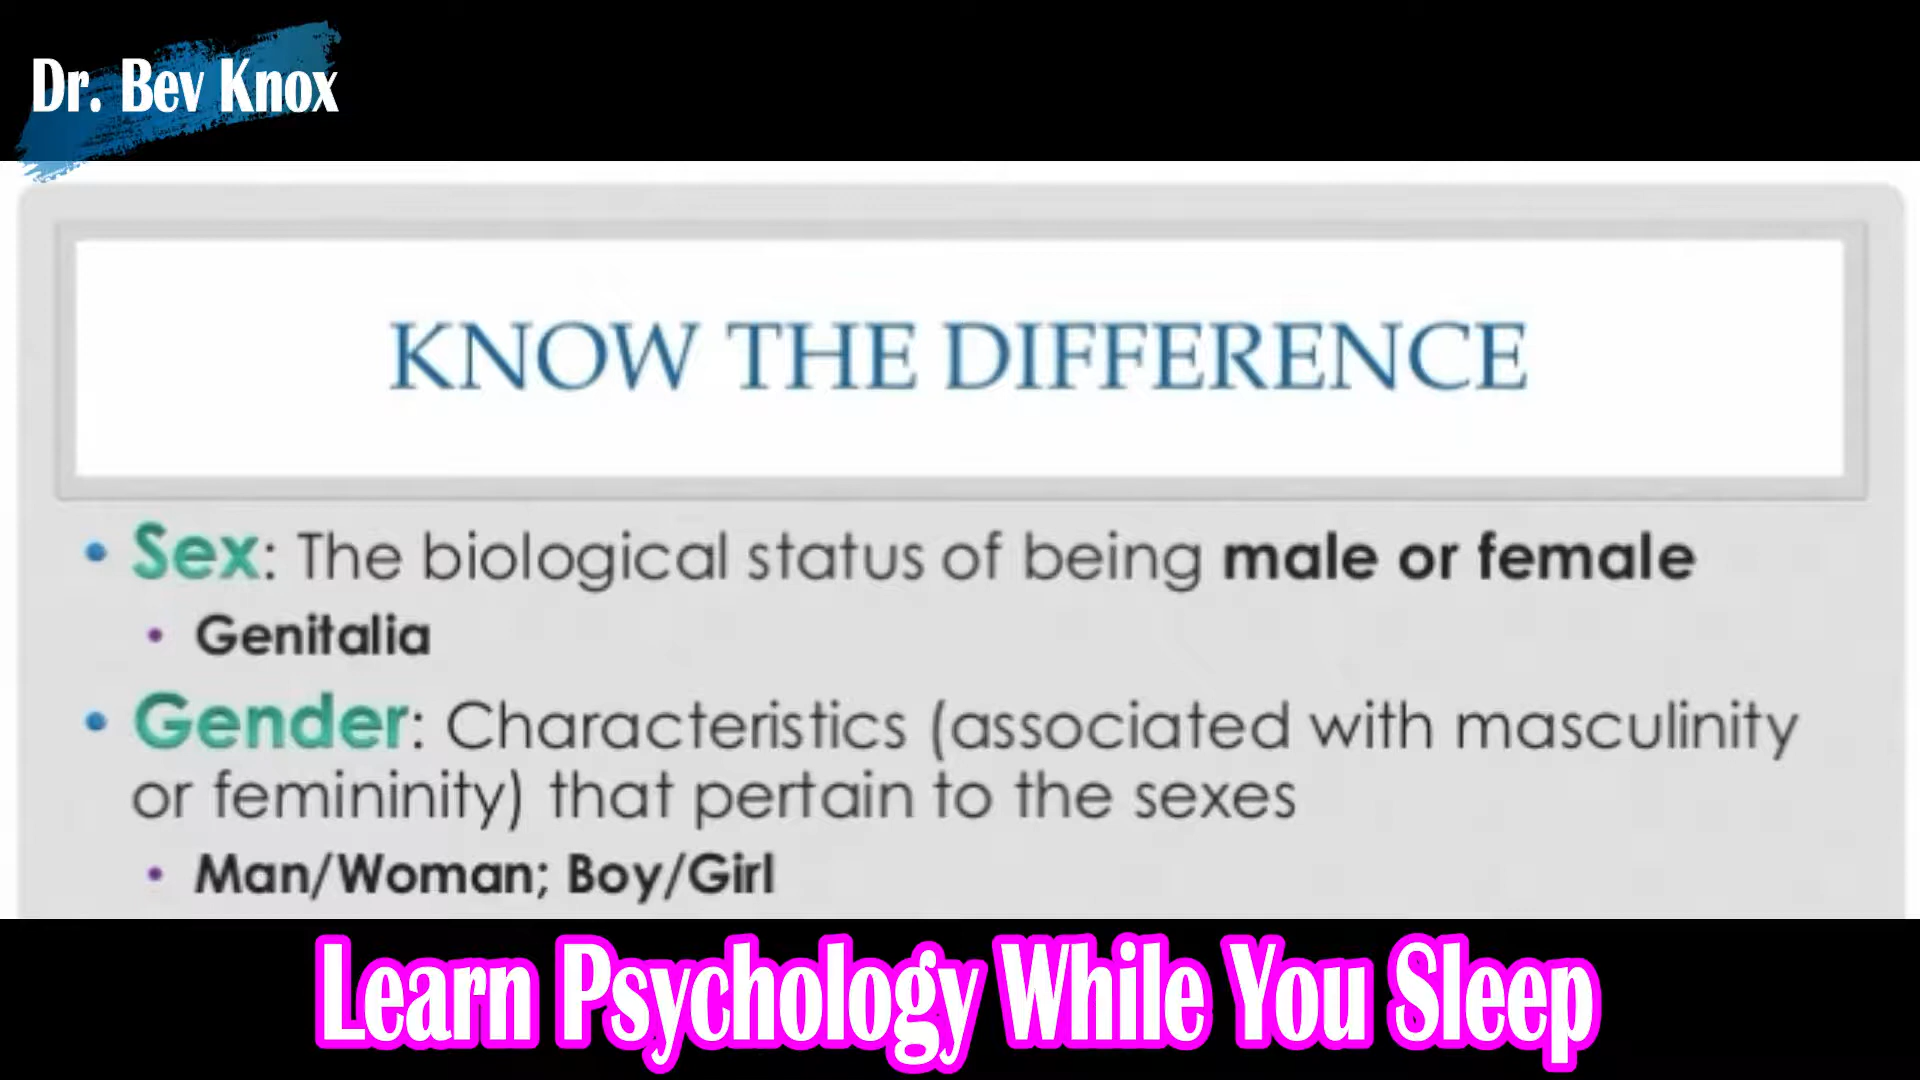 Dr. Bev Knox
KNOW THE DIFFERENCE
• Sex: The biological status of being male or female
• Genitalia
• Gender: Characteristics (associated with masculinity
or femininity) that pertain to the sexes
• Man/Woman; Boy/Girl
Learn Psychology While You Sleep